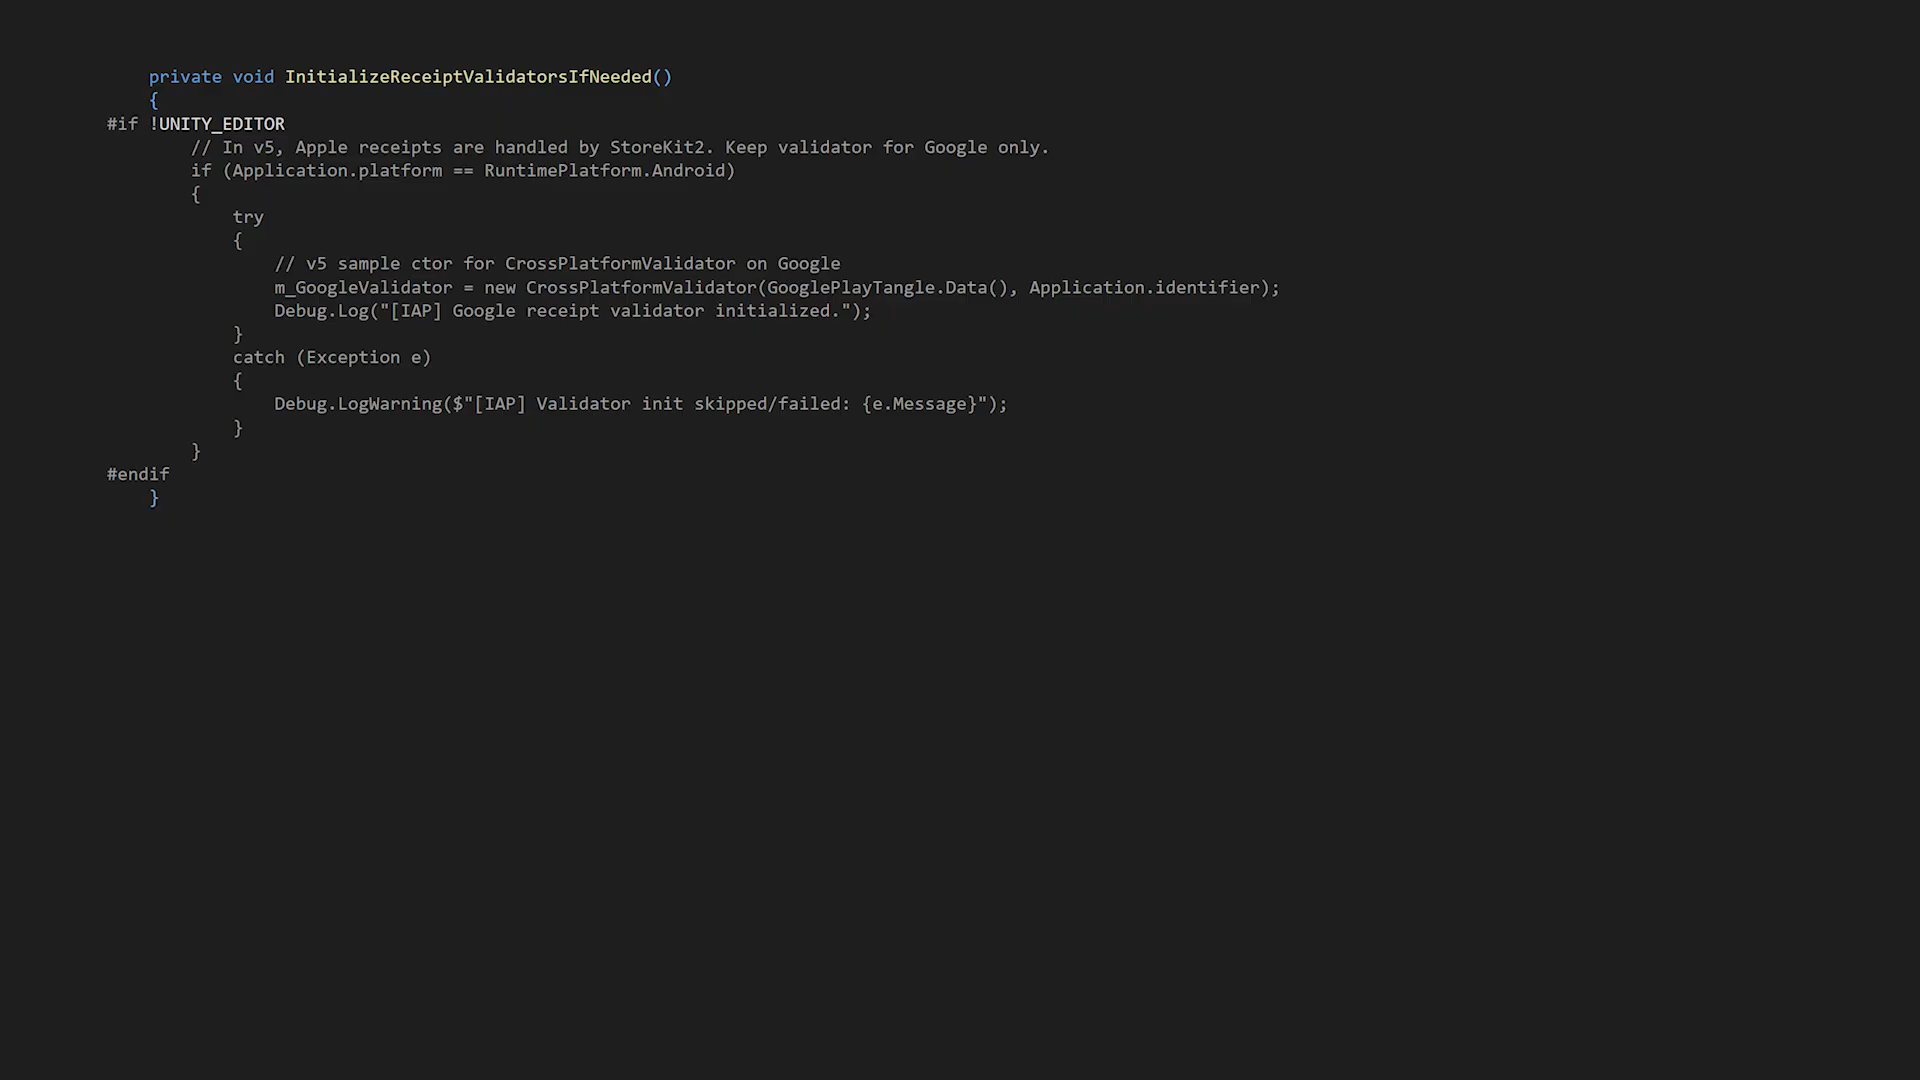 private void InitializeReceiptValidatorsIfNeeded()
{
#if !UNITY_EDITOR
// In v5, Apple receipts are handled by StoreKit2. Keep validator for Google only.
if (Application.platform == RuntimePlatform.Android)
{
try
{
// v5 sample ctor for CrossPlatformValidator on Google
m_GoogleValidator = new CrossPlatformValidator(GooglePlayTangle.Data(), Application.identifier);
Debug.Log("[IAP] Google receipt validator initialized.");
}
catch (Exception e)
{
Debug.LogWarning($"[IAP] Validator init skipped/failed: {e.Message}");
}
}
#endif
}